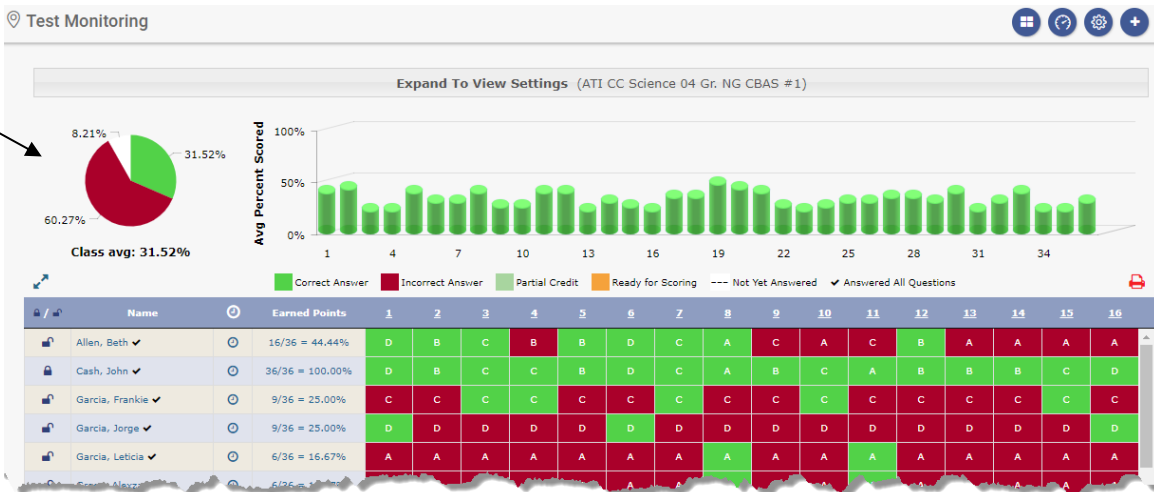 Test Monitoring
Expand To View Settings (ATI CC Science 04 Gr. NG CBAS #1)
8.21%
31.52%
60.27%
Class avg: 31.52%
Avg Percent Scored
100%
50%
0%
1 4 7 10 13 16 19 22 25 28 31 34
Correct Answer Incorrect Answer Partial Credit Ready for Scoring --- Not Yet Answered ✔ Answered All Questions
/ Name Earned Points 1 2 3 4 5 6 7 8 9 10 11 12 13 14 15 16
Allen, Beth ✔ 16/36 = 44.44% D B C B B D C A C A C B A A A A
Cash, John ✔ 36/36 = 100.00% D B C C B D C A B C A B B B C D
Garcia, Frankie ✔ 9/36 = 25.00% C C C C C C C C C C C C C C C C
Garcia, Jorge ✔ 9/36 = 25.00% D D D D D D D D D D D D D D D D
Garcia, Leticia ✔ 6/36 = 16.67% A A A A A A A A A A A A A A A A